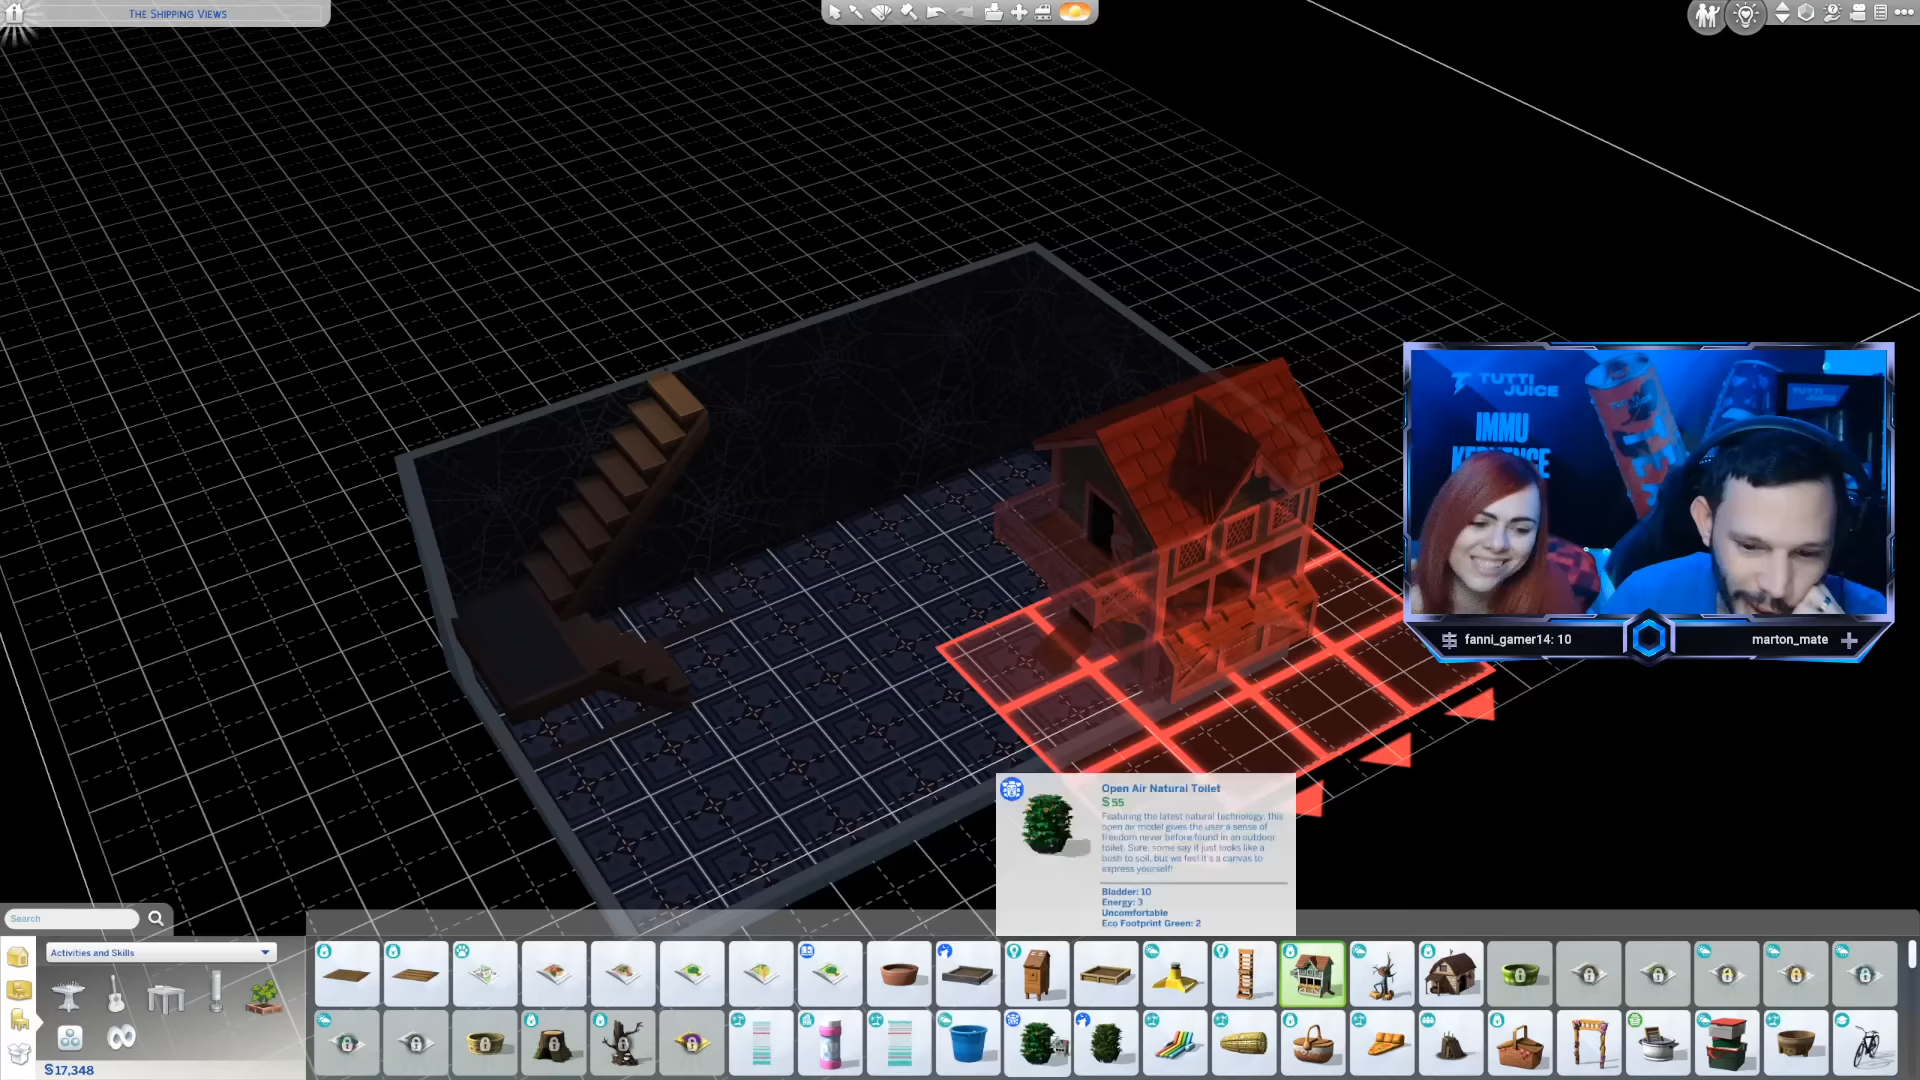 THE SHIPPING VIEWS
TUTTI
JUICE
IMMU
fanni_gamer14: 10
marton_mate
Open Air Natural Toilet
$55
Featuring the latest natural technology, this
open air model gives the user a sense of
freedom never before found in an outdoor
toilet. Sure, some say it just looks like a
bush to soil, but we feel it's a canvas to
express yourself!
Bladder: 10
Energy: 3
Uncomfortable
Eco Footprint Green: 2
Search
Activities and Skills
$17,348